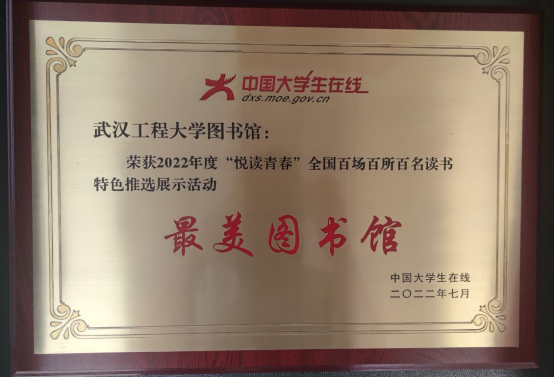 中国大学生在线
dxs.moe.gov.cn
武汉工程大学图书馆：
荣获2022年度“悦读青春”全国百场百所百名读书
特色推选展示活动
最美图书馆
中国大学生在线
二〇二二年七月